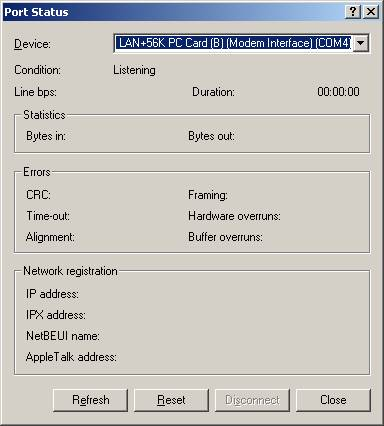 Port Status
Device: LAN+56K PC Card (B) (Modem Interface) (COM4)
Condition: Listening
Line bps: Duration: 00:00:00
Statistics
Bytes in: Bytes out:
Errors
CRC: Framing:
Time-out: Hardware overruns:
Alignment: Buffer overruns:
Network registration
IP address:
IPX address:
NetBEUI name:
AppleTalk address:
Refresh Reset Disconnect Close